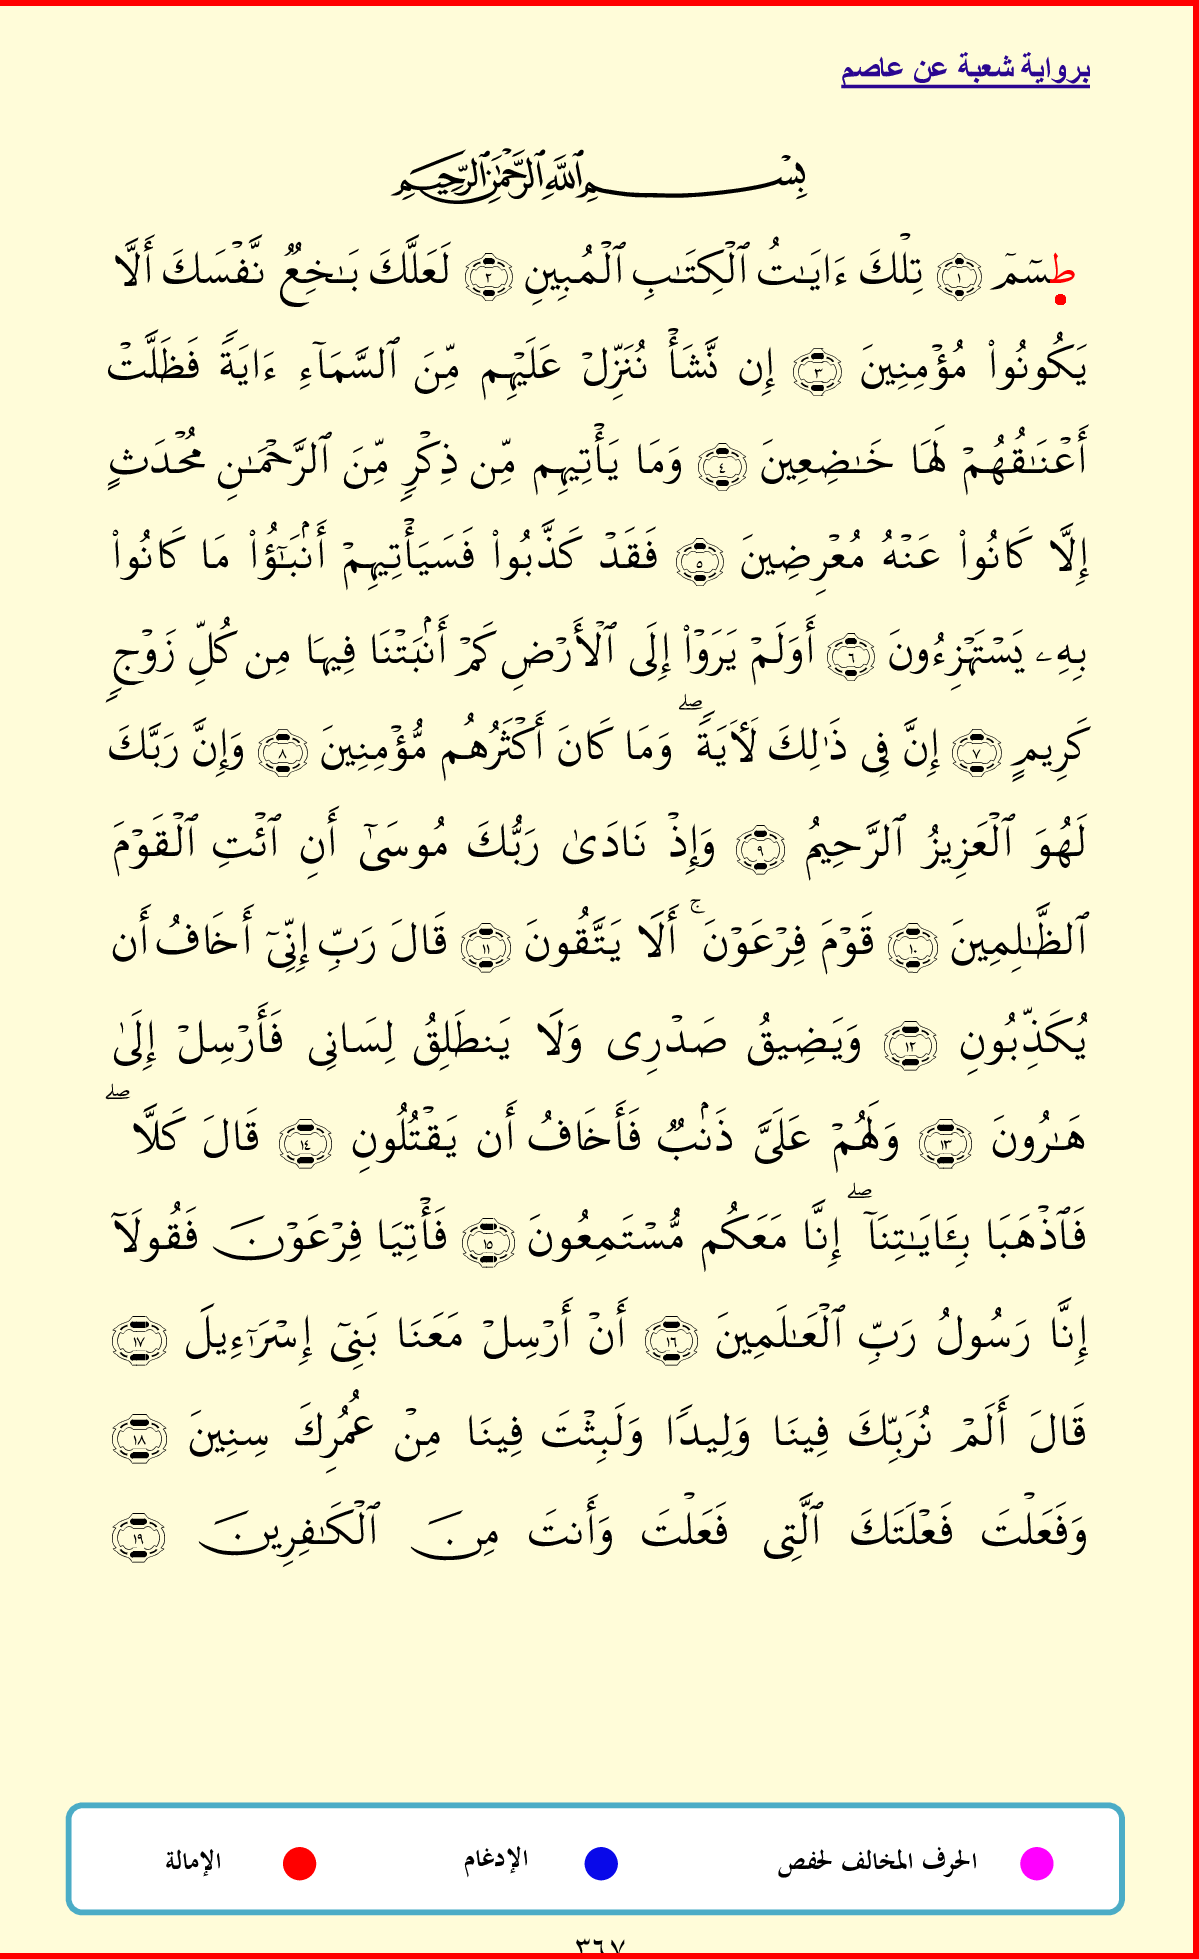 برواية شعبة عن عاصم
بِسْمِ ٱللَّهِ ٱلرَّحْمَٰنِ ٱلرَّحِيمِ
طسٓمٓ ١ تِلْكَ ءَايَٰتُ ٱلْكِتَٰبِ ٱلْمُبِينِ ٢ لَعَلَّكَ بَٰخِعٌ نَّفْسَكَ أَلَّا
يَكُونُوا۟ مُؤْمِنِينَ ٣ إِن نَّشَأْ نُنَزِّلْ عَلَيْهِم مِّنَ ٱلسَّمَآءِ ءَايَةً فَظَلَّتْ
أَعْنَٰقُهُمْ لَهَا خَٰضِعِينَ ٤ وَمَا يَأْتِيهِم مِّن ذِكْرٍ مِّنَ ٱلرَّحْمَٰنِ مُحْدَثٍ
إِلَّا كَانُوا۟ عَنْهُ مُعْرِضِينَ ٥ فَقَدْ كَذَّبُوا۟ فَسَيَأْتِيهِمْ أَنۢبَٰٓؤُا۟ مَا كَانُوا۟
بِهِۦ يَسْتَهْزِءُونَ ٦ أَوَلَمْ يَرَوْا۟ إِلَى ٱلْأَرْضِ كَمْ أَنۢبَتْنَا فِيهَا مِن كُلِّ زَوْجٍ
كَرِيمٍ ٧ إِنَّ فِى ذَٰلِكَ لَءَايَةً ۖ وَمَا كَانَ أَكْثَرُهُم مُّؤْمِنِينَ ٨ وَإِنَّ رَبَّكَ
لَهُوَ ٱلْعَزِيزُ ٱلرَّحِيمُ ٩ وَإِذْ نَادَىٰ رَبُّكَ مُوسَىٰٓ أَنِ ٱئْتِ ٱلْقَوْمَ
ٱلظَّٰلِمِينَ ١٠ قَوْمَ فِرْعَوْنَ ۚ أَلَا يَتَّقُونَ ١١ قَالَ رَبِّ إِنِّىٓ أَخَافُ أَن
يُكَذِّبُونِ ١٢ وَيَضِيقُ صَدْرِى وَلَا يَنطَلِقُ لِسَانِى فَأَرْسِلْ إِلَىٰ
هَٰرُونَ ١٣ وَلَهُمْ عَلَىَّ ذَنۢبٌ فَأَخَافُ أَن يَقْتُلُونِ ١٤ قَالَ كَلَّا ۖ
فَٱذْهَبَا بِـَٔايَٰتِنَآ ۖ إِنَّا مَعَكُم مُّسْتَمِعُونَ ١٥ فَأْتِيَا فِرْعَوْنَ فَقُولَآ
إِنَّا رَسُولُ رَبِّ ٱلْعَٰلَمِينَ ١٦ أَنْ أَرْسِلْ مَعَنَا بَنِىٓ إِسْرَٰٓءِيلَ ١٧
قَالَ أَلَمْ نُرَبِّكَ فِينَا وَلِيدًا وَلَبِثْتَ فِينَا مِنْ عُمُرِكَ سِنِينَ ١٨
وَفَعَلْتَ فَعْلَتَكَ ٱلَّتِى فَعَلْتَ وَأَنتَ مِنَ ٱلْكَٰفِرِينَ ١٩
الحرف المخالف لحفص الإدغام الإمالة
٣٦٧